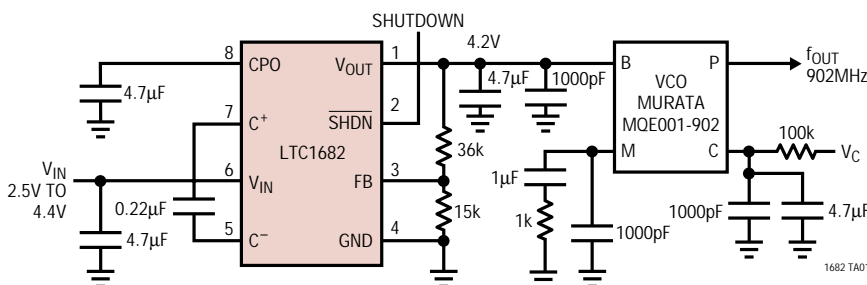 SHUTDOWN
8 CPO
4.7µF
7 C+
VIN
2.5V TO
4.4V
6 VIN
0.22µF
4.7µF
5 C−
LTC1682
VOUT 1
4.2V
SHDN 2
FB 3
GND 4
36k
15k
4.7µF
1000pF
B
P
VCO
MURATA
MQE001-902
M
C
fOUT
902MHz
1µF
1k
1000pF
100k
VC
1000pF
4.7µF
1682 TA01